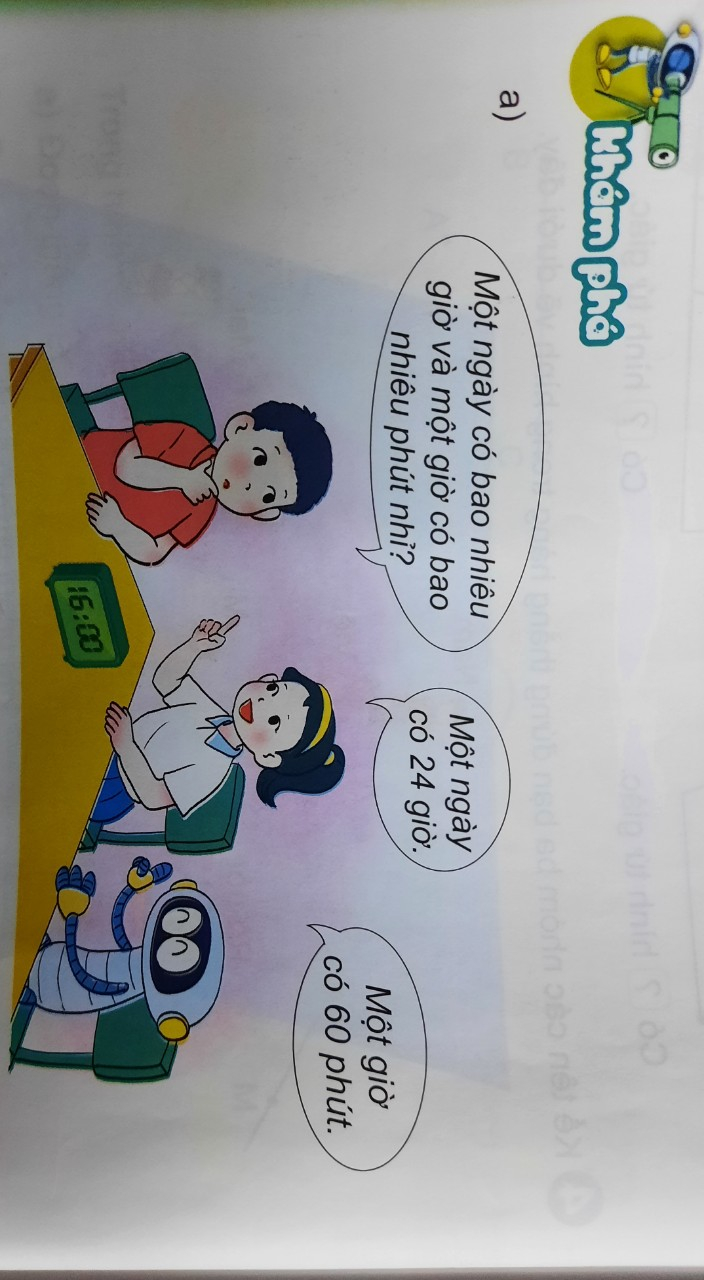 Khám phá
a)
Một ngày có bao nhiêu
giờ và một giờ có bao
nhiêu phút nhỉ?
Một ngày
có 24 giờ.
Một giờ
có 60 phút.
16:00